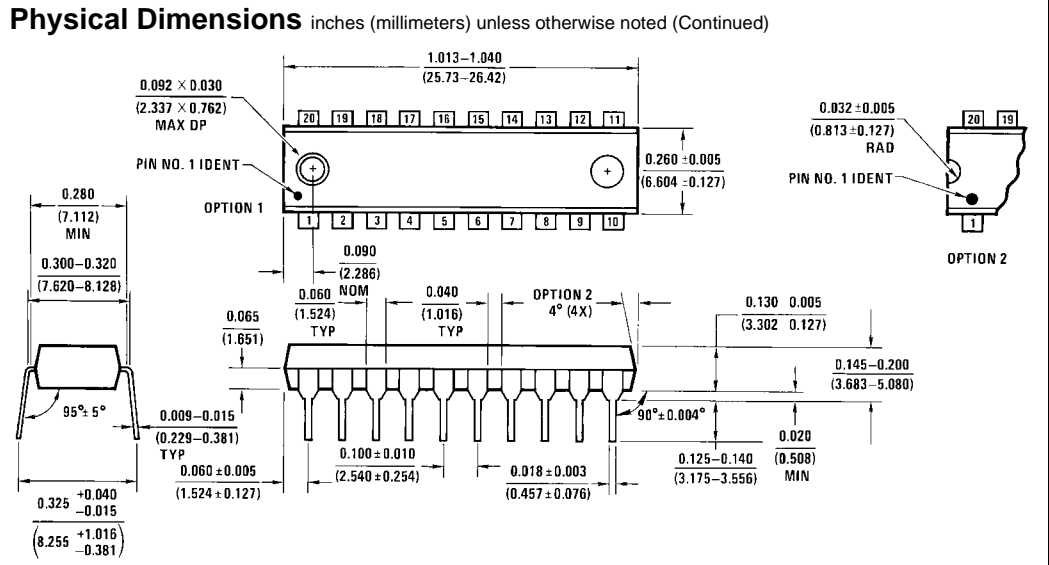 Physical Dimensions inches (millimeters) unless otherwise noted (Continued)
1.013–1.040
(25.73–26.42)
0.092 × 0.030
(2.337 × 0.762)
MAX DP
20 19 18 17 16 15 14 13 12 11
PIN NO. 1 IDENT
OPTION 1
1 2 3 4 5 6 7 8 9 10
0.260 ±0.005
(6.604 ±0.127)
0.032 ±0.005
(0.813±0.127)
RAD
20 19
PIN NO. 1 IDENT
1
OPTION 2
0.280
(7.112)
MIN
0.300–0.320
(7.620–8.128)
95°± 5°
0.009–0.015
(0.229–0.381)
TYP
0.325 +0.040
–0.015
(8.255 +1.016
–0.381)
0.090
(2.286)
NOM
0.060
(1.524)
TYP
0.040
(1.016)
TYP
OPTION 2
4° (4X)
0.065
(1.651)
0.130 0.005
(3.302 0.127)
0.145–0.200
(3.683–5.080)
90°±0.004°
0.020
(0.508)
MIN
0.125–0.140
(3.175–3.556)
0.060 ±0.005
(1.524 ±0.127)
0.100 ±0.010
(2.540 ±0.254)
0.018 ±0.003
(0.457 ±0.076)